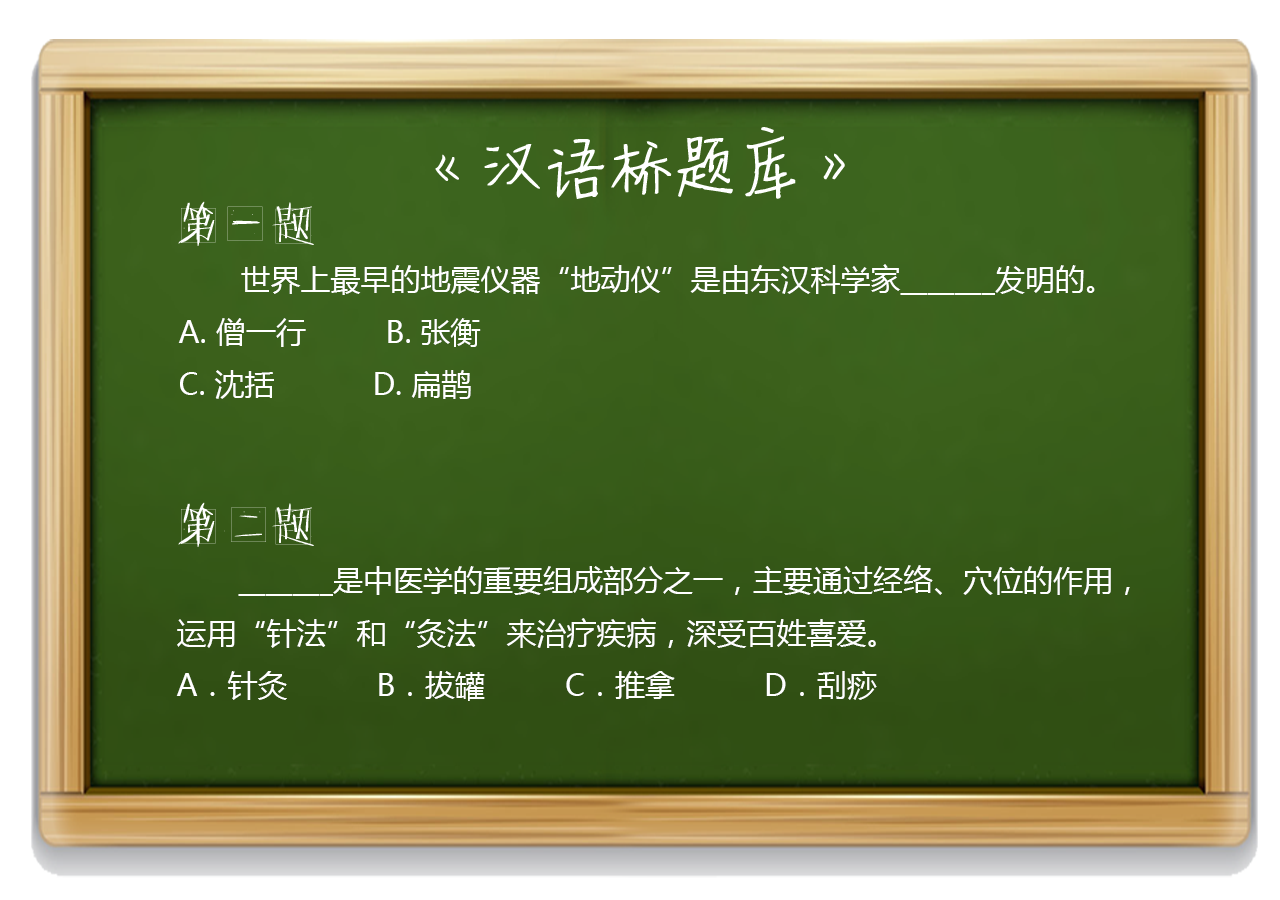 《汉语桥题库》
第一题
世界上最早的地震仪器“地动仪”是由东汉科学家_______发明的。
A. 僧一行 B. 张衡
C. 沈括 D. 扁鹊
第二题
_______是中医学的重要组成部分之一，主要通过经络、穴位的作用，
运用“针法”和“灸法”来治疗疾病，深受百姓喜爱。
A．针灸 B．拔罐 C．推拿 D．刮痧